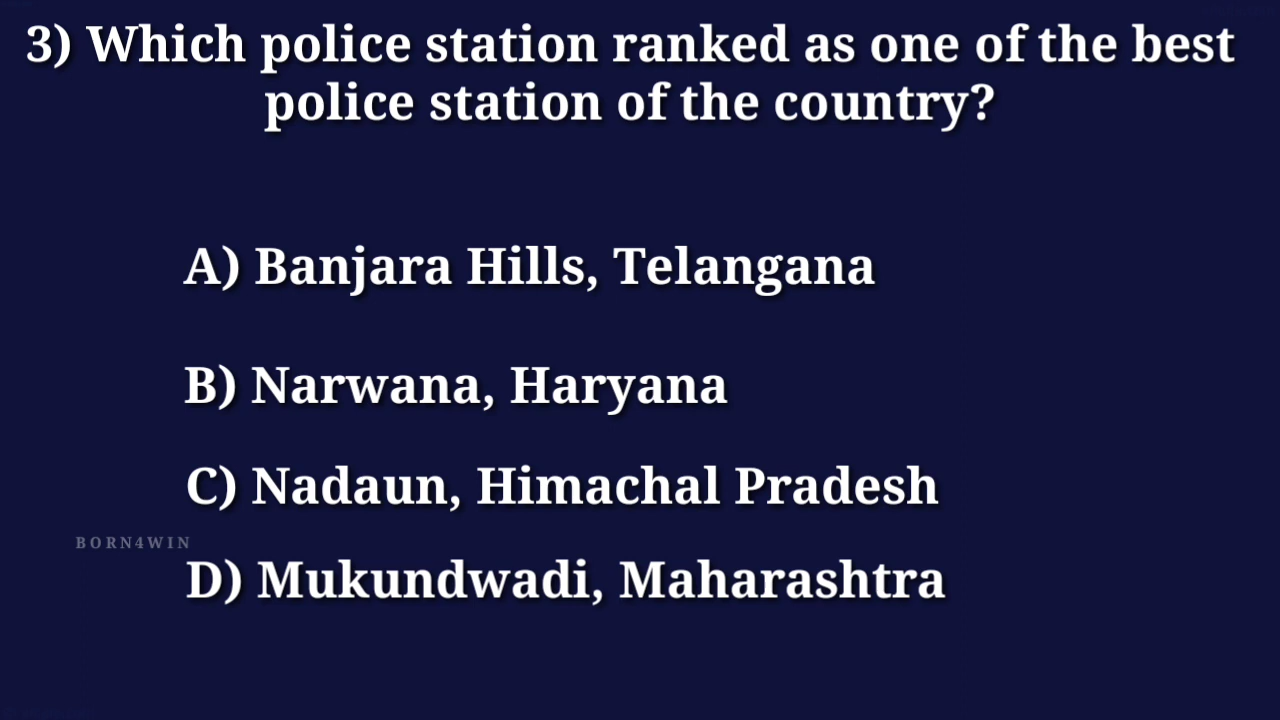 3) Which police station ranked as one of the best
police station of the country?
A) Banjara Hills, Telangana
B) Narwana, Haryana
C) Nadaun, Himachal Pradesh
BORN4WIN
D) Mukundwadi, Maharashtra